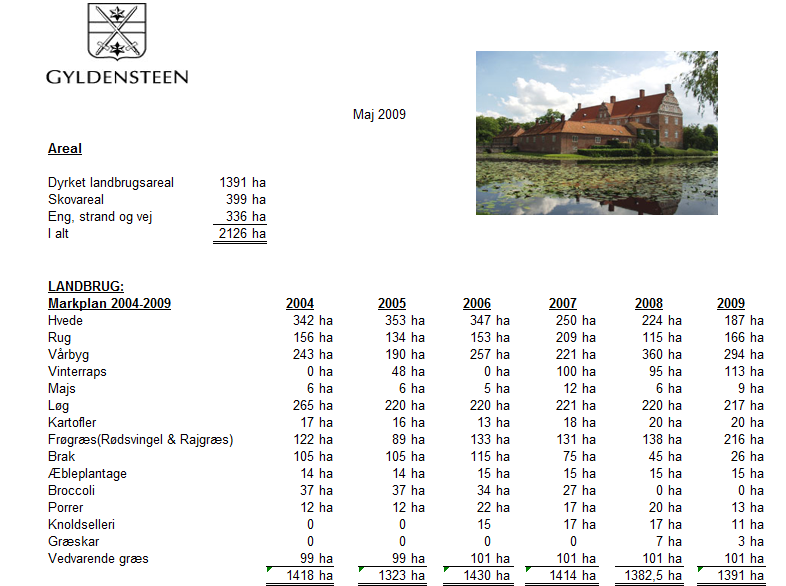 GYLDENSTEEN
Maj 2009
Areal
Dyrket landbrugsareal 1391 ha
Skovareal 399 ha
Eng, strand og vej 336 ha
I alt 2126 ha
LANDBRUG:
Markplan 2004-2009 2004 2005 2006 2007 2008 2009
Hvede 342 ha 353 ha 347 ha 250 ha 224 ha 187 ha
Rug 156 ha 134 ha 153 ha 209 ha 115 ha 166 ha
Vårbyg 243 ha 190 ha 257 ha 221 ha 360 ha 294 ha
Vinterraps 0 ha 48 ha 0 ha 100 ha 95 ha 113 ha
Majs 6 ha 6 ha 5 ha 12 ha 6 ha 9 ha
Løg 265 ha 220 ha 220 ha 221 ha 220 ha 217 ha
Kartofler 17 ha 16 ha 13 ha 18 ha 20 ha 20 ha
Frøgræs(Rødsvingel & Rajgræs) 122 ha 89 ha 133 ha 131 ha 138 ha 216 ha
Brak 105 ha 105 ha 115 ha 75 ha 45 ha 26 ha
Æbleplantage 14 ha 14 ha 15 ha 15 ha 15 ha 15 ha
Broccoli 37 ha 37 ha 34 ha 27 ha 0 ha 0 ha
Porrer 12 ha 12 ha 22 ha 17 ha 20 ha 13 ha
Knoldselleri 0 0 15 17 ha 17 ha 11 ha
Græskar 0 0 0 0 7 ha 3 ha
Vedvarende græs 99 ha 99 ha 101 ha 101 ha 101 ha 101 ha
1418 ha 1323 ha 1430 ha 1414 ha 1382,5 ha 1391 ha